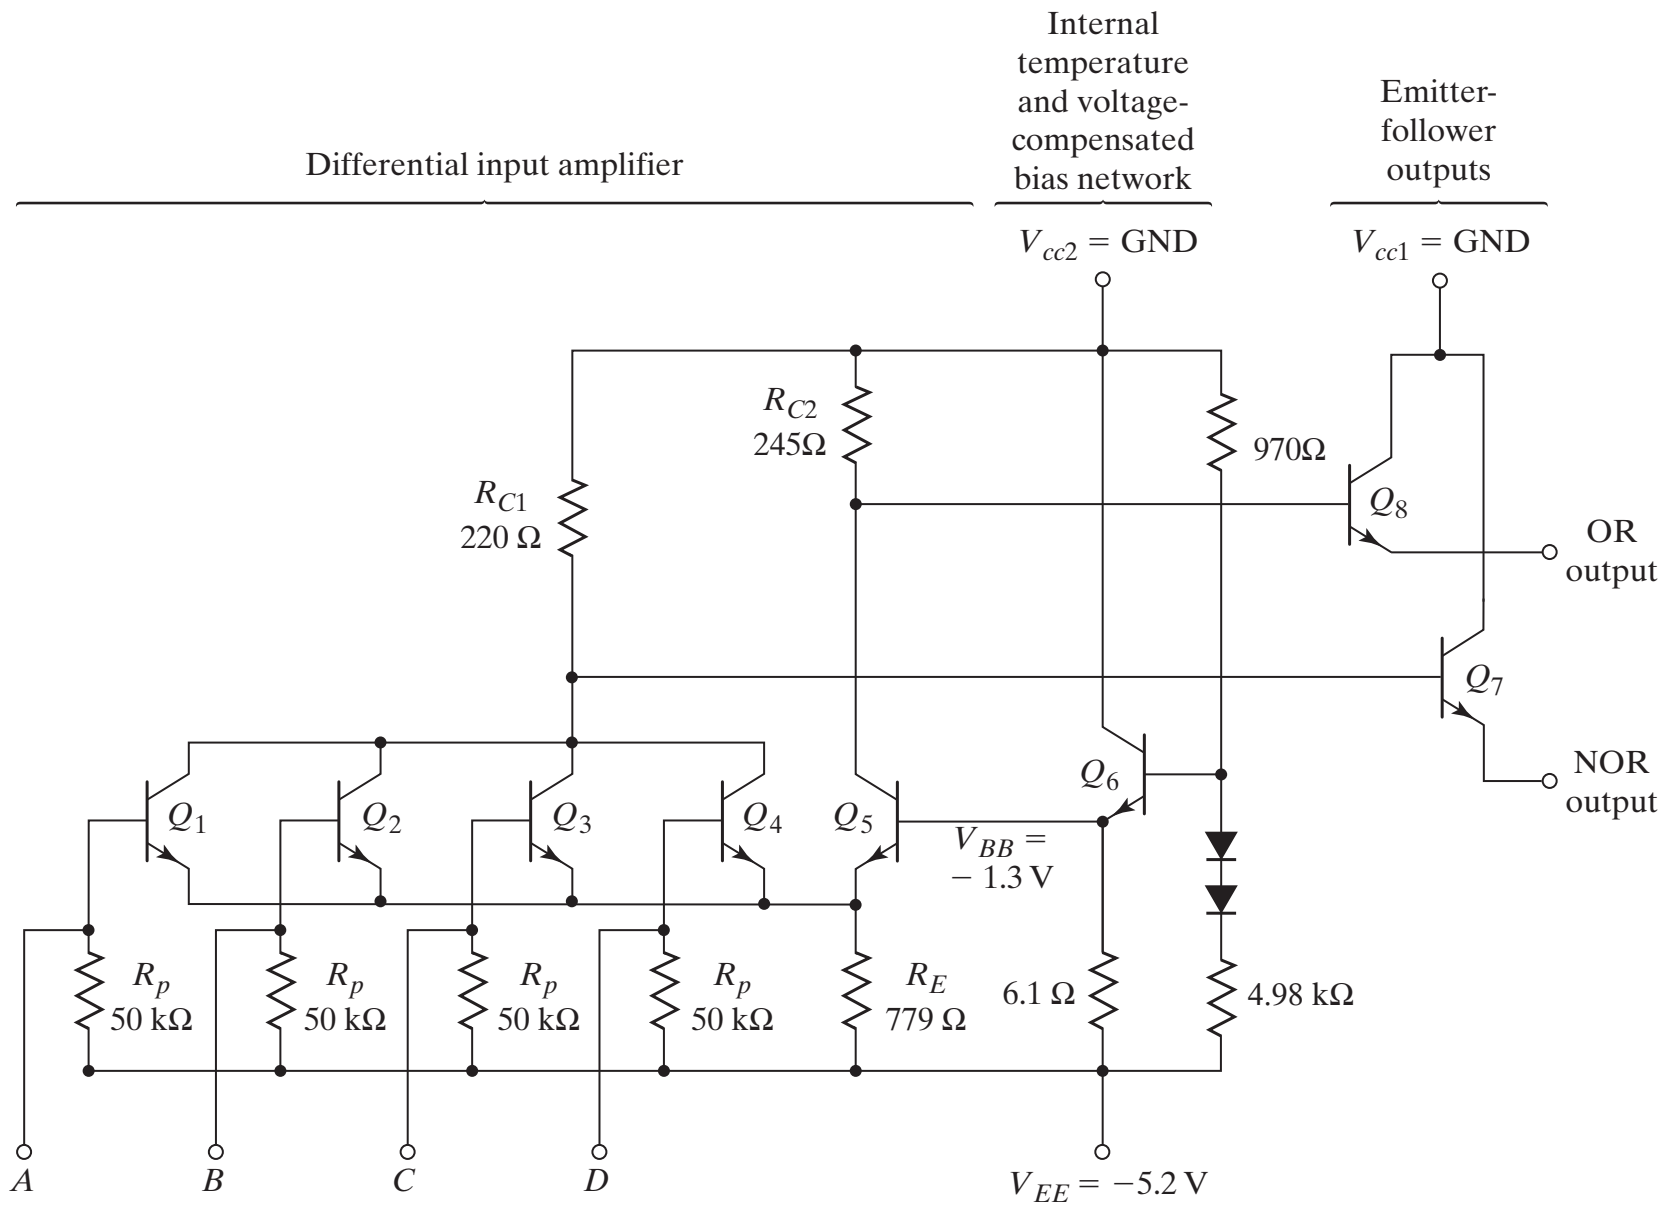 Internal
temperature
and voltage-
compensated
bias network
Emitter-
follower
outputs
Differential input amplifier
V_cc2 = GND
V_cc1 = GND
R_C2
245Ω
970Ω
R_C1
220 Ω
Q_8
OR
output
Q_7
NOR
output
Q_6
Q_1
Q_2
Q_3
Q_4
Q_5
V_BB =
− 1.3 V
R_p
50 kΩ
R_p
50 kΩ
R_p
50 kΩ
R_p
50 kΩ
R_E
779 Ω
6.1 Ω
4.98 kΩ
A
B
C
D
V_EE = −5.2 V